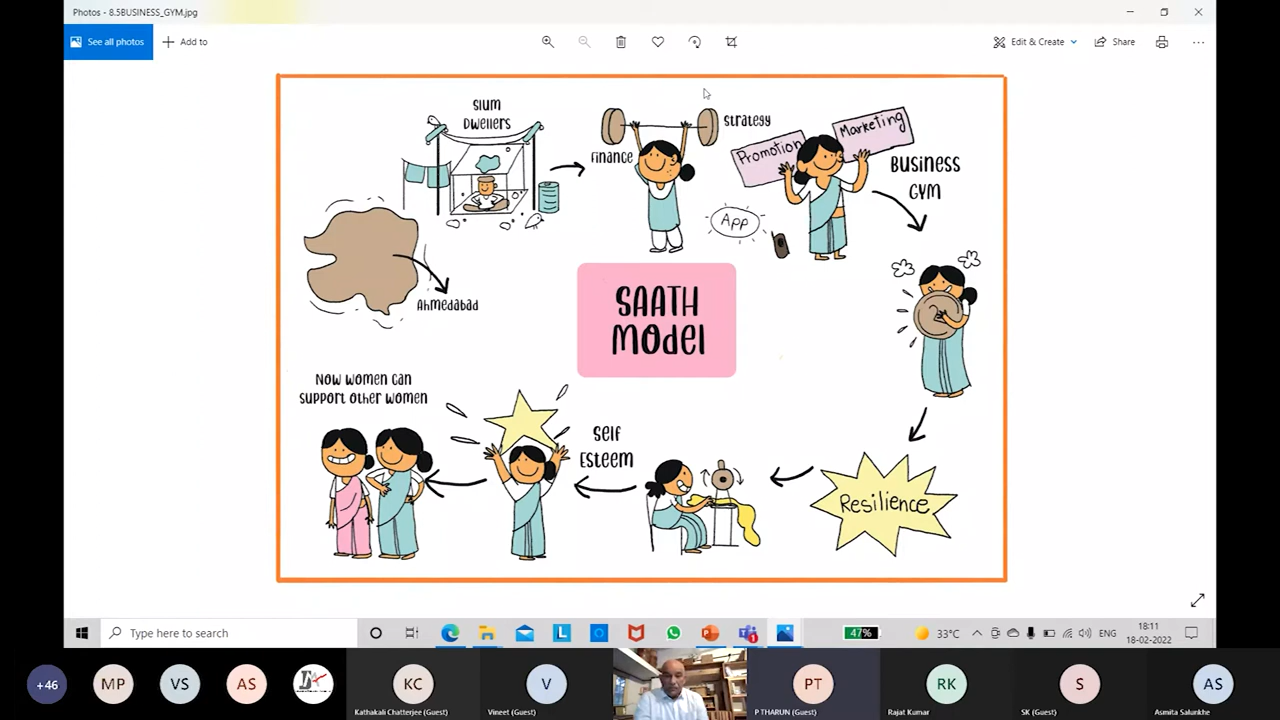 Photos - 8.5BUSINESS_GYM.jpg
See all photos
Add to
Edit & Create
Share
Slum
Dwellers
Finance
Strategy
Promotion
Marketing
Business
Gym
App
Ahmedabad
SAATH
Model
Now women can
support other women
Self
Esteem
Resilience
Type here to search
47%
33°C
ENG
18:11
18-02-2022
+46
MP
VS
AS
KC
Kathakali Chatterjee (Guest)
V
Vineet (Guest)
PT
P THARUN (Guest)
RK
Rajat Kumar
S
SK (Guest)
AS
Asmita Salunkhe